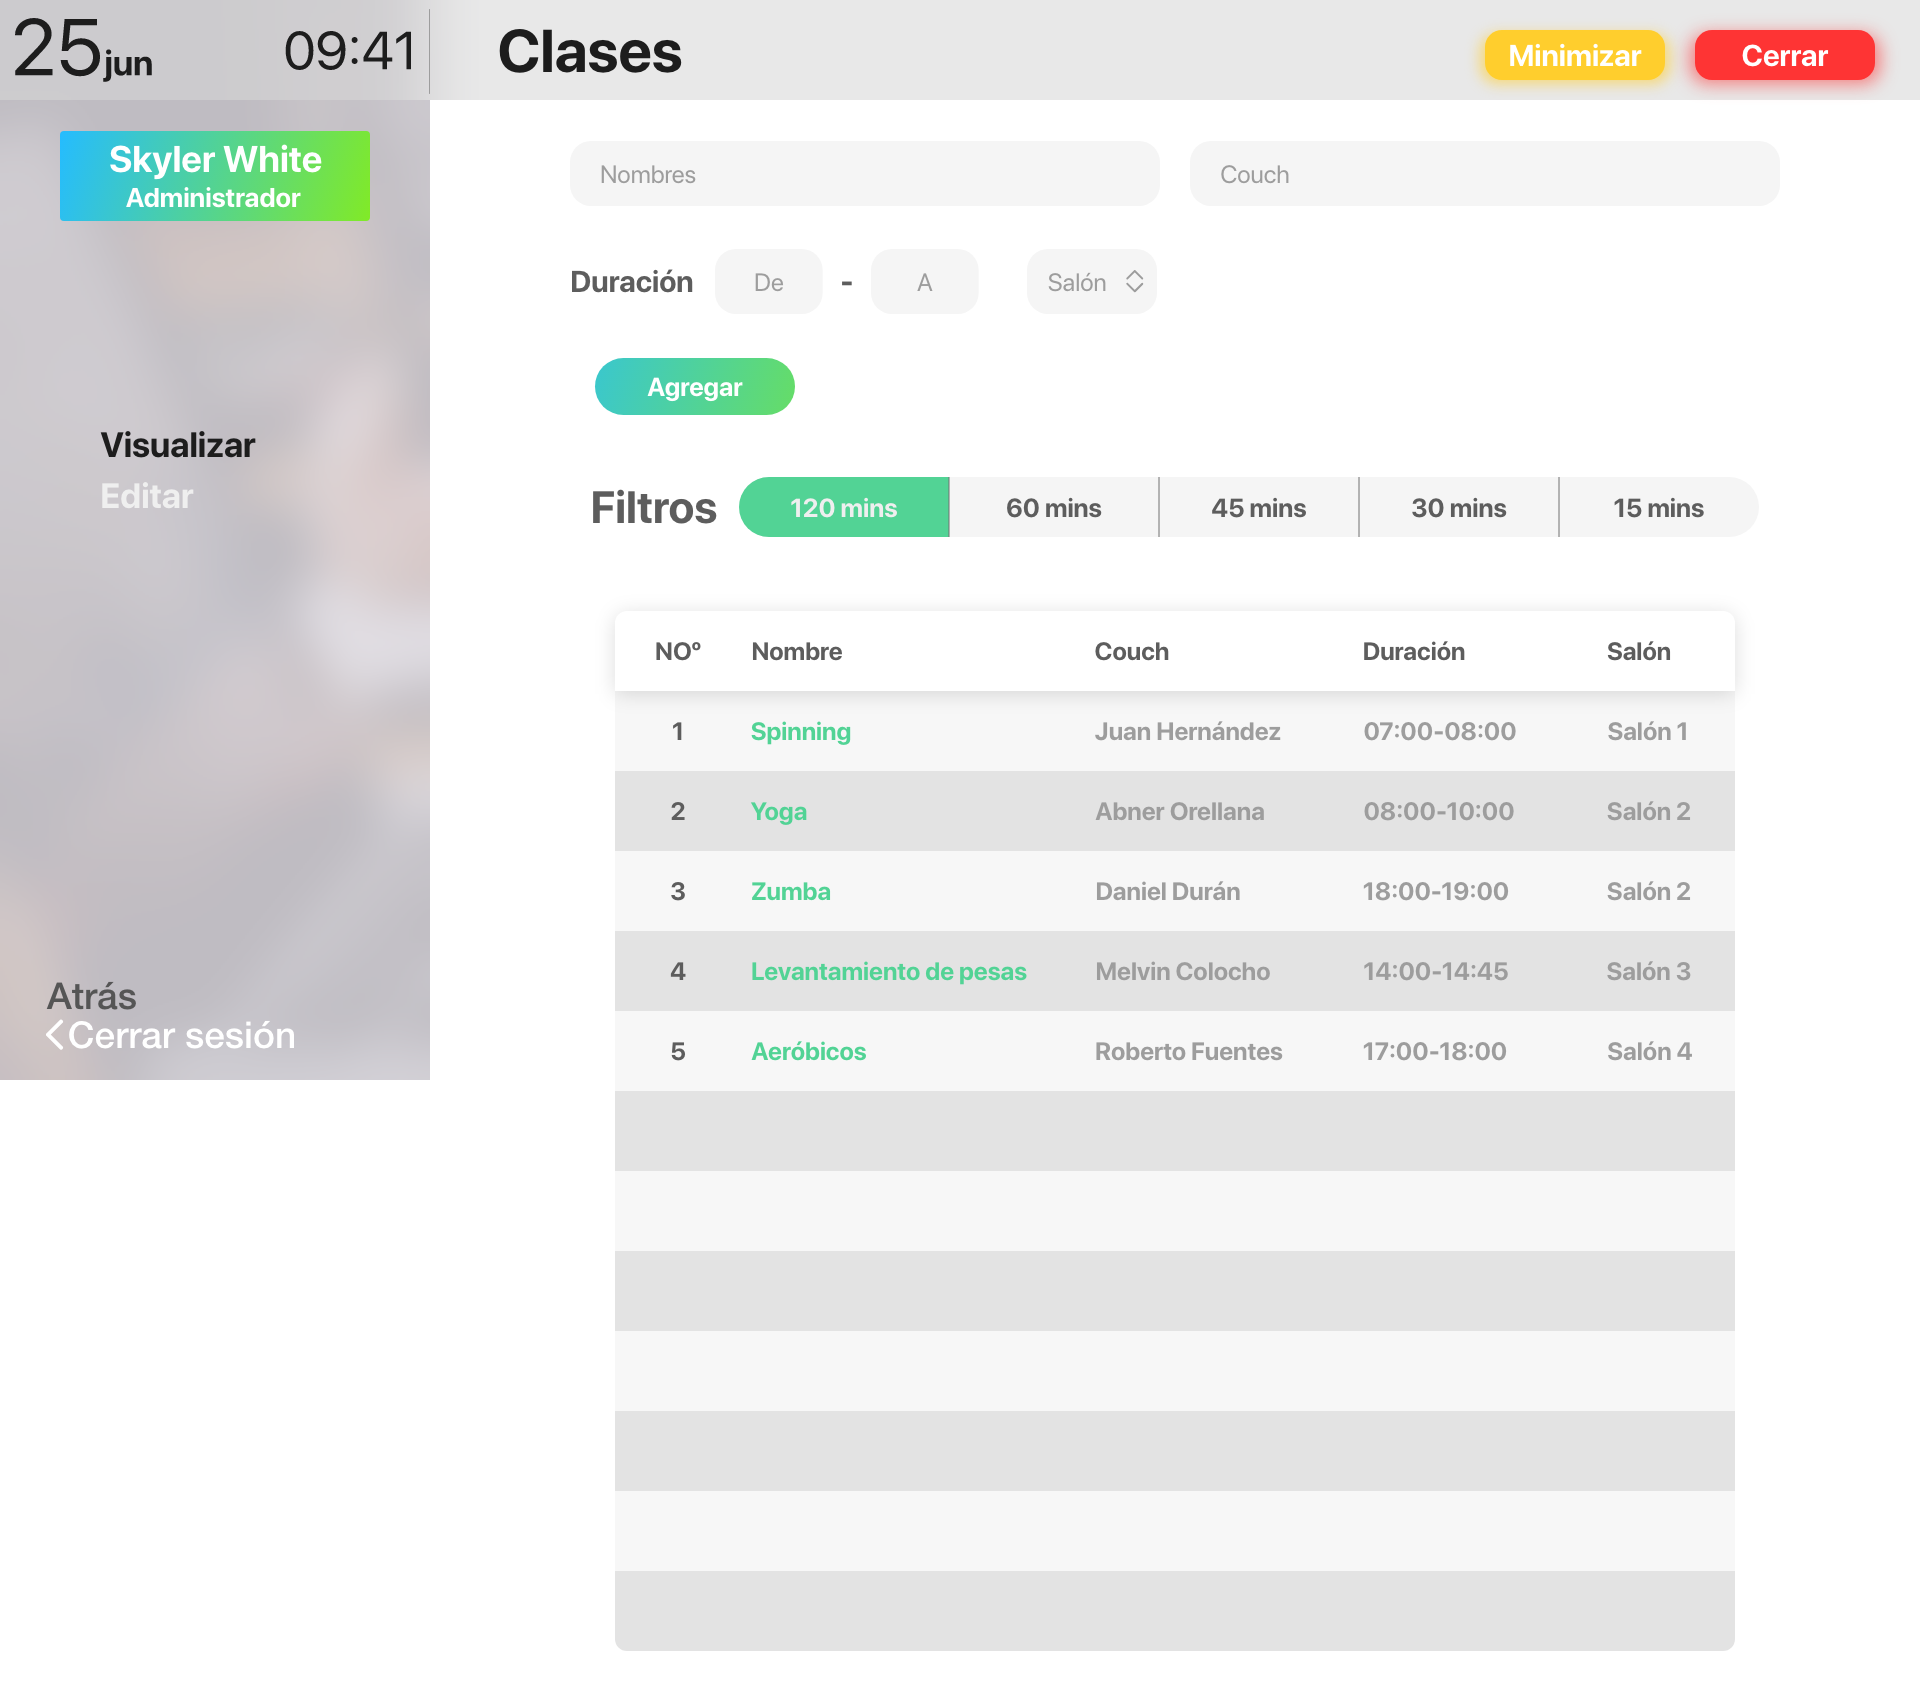 25 jun 09:41 Clases Minimizar Cerrar
Skyler White
Administrador
Visualizar
Editar
Atrás
Cerrar sesión
Nombres Couch
Duración De - A Salón
Agregar
Filtros 120 mins 60 mins 45 mins 30 mins 15 mins
NOº Nombre Couch Duración Salón
1 Spinning Juan Hernández 07:00-08:00 Salón 1
2 Yoga Abner Orellana 08:00-10:00 Salón 2
3 Zumba Daniel Durán 18:00-19:00 Salón 2
4 Levantamiento de pesas Melvin Colocho 14:00-14:45 Salón 3
5 Aeróbicos Roberto Fuentes 17:00-18:00 Salón 4